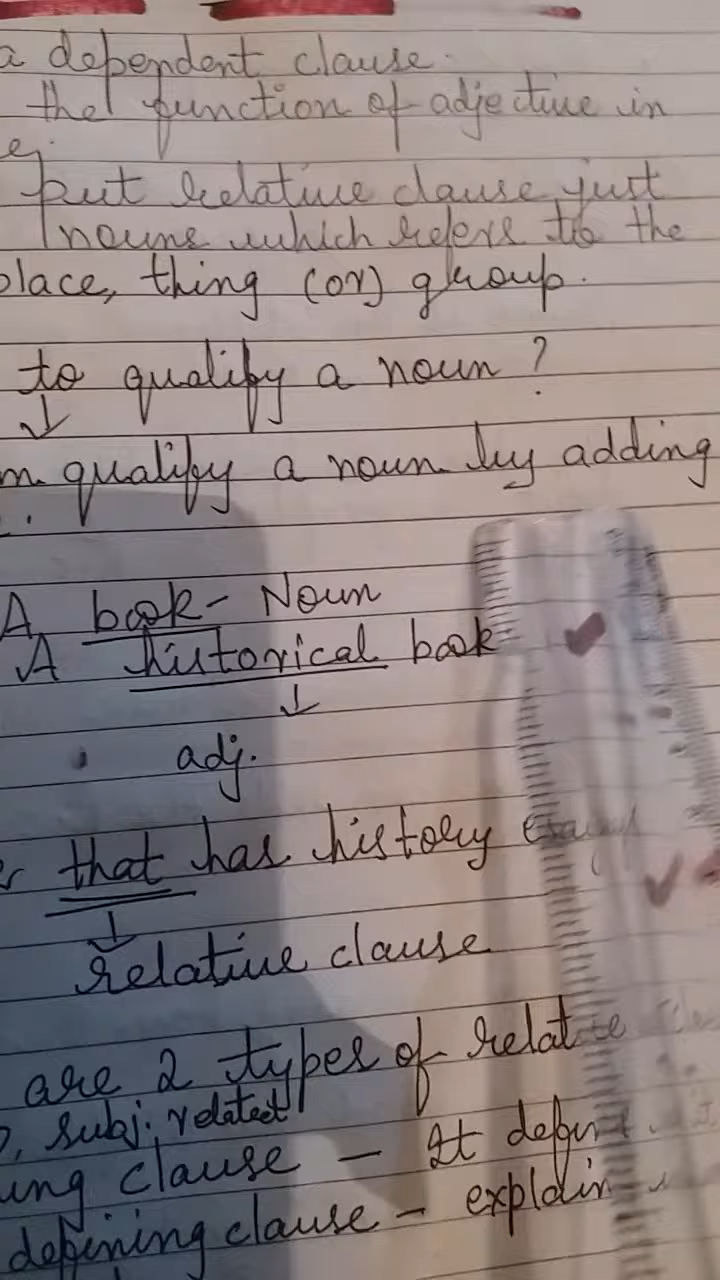 a dependent clause.
the function of adjective in
e.
but relative clause just
nouns which refers to the
place, thing (or) group.
to qualify a noun?
qualify a noun by adding
A book - Noun
A historical book
adj.
that has history
relative clause
are 2 types of
subj. related
clause - It
defining clause -